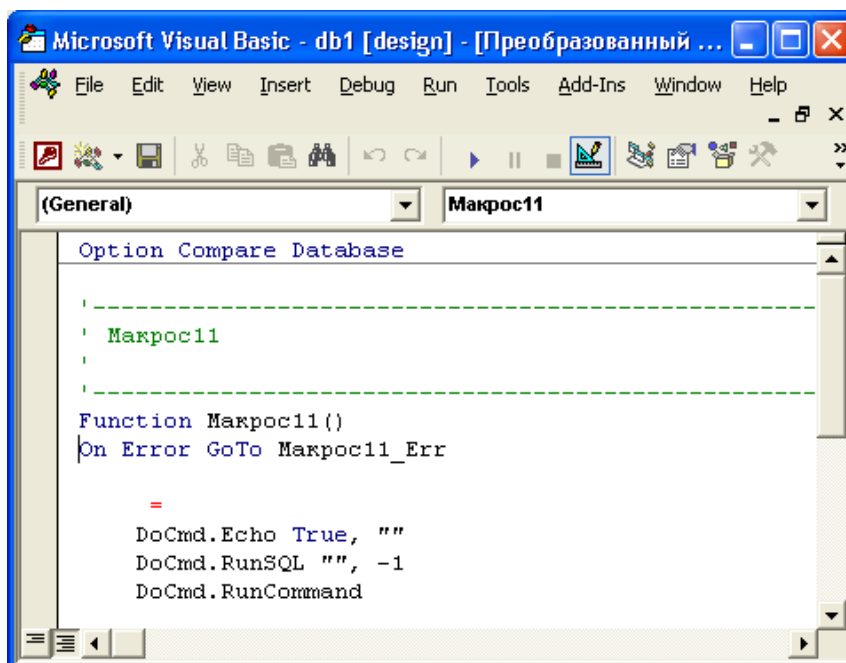 Microsoft Visual Basic - db1 [design] - [Преобразованный ...
File Edit View Insert Debug Run Tools Add-Ins Window Help
(General) Макрос11
Option Compare Database
'------------------------------------------------------------
' Макрос11
'
'------------------------------------------------------------
Function Макрос11()
On Error GoTo Макрос11_Err
=
DoCmd.Echo True, ""
DoCmd.RunSQL "", -1
DoCmd.RunCommand